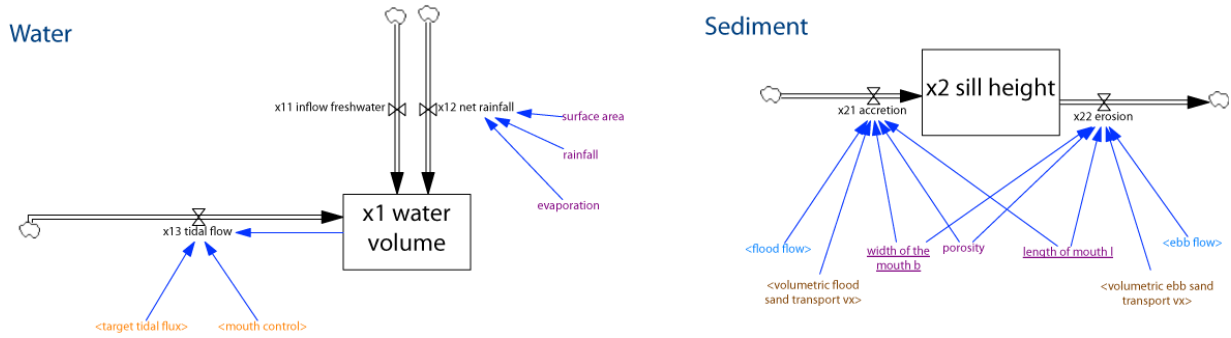 Water
x11 inflow freshwater
x12 net rainfall
surface area
rainfall
evaporation
x13 tidal flow
x1 water
volume
<target tidal flux>
<mouth control>
Sediment
x2 sill height
x21 accretion
x22 erosion
<flood flow>
width of the
mouth b
porosity
length of mouth l
<ebb flow>
<volumetric flood
sand transport vx>
<volumetric ebb sand
transport vx>